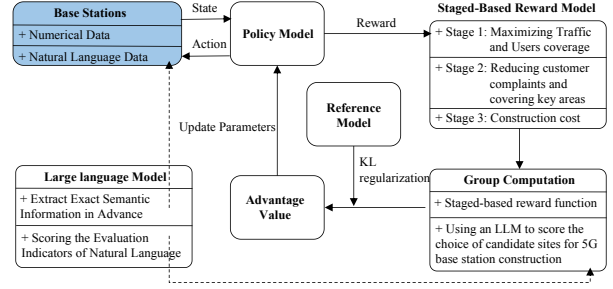 Base Stations
+ Numerical Data
+ Natural Language Data
State
Action
Policy Model
Reward
Staged-Based Reward Model
+ Stage 1: Maximizing Traffic
and Users coverage
+ Stage 2: Reducing customer
complaints and
covering key areas
+ Stage 3: Construction cost
Reference
Model
Update Parameters
KL
regularization
Large language Model
+ Extract Exact Semantic
Information in Advance
+ Scoring the Evaluation
Indicators of Natural Language
Advantage
Value
Group Computation
+ Staged-based reward function
+ Using an LLM to score the
choice of candidate sites for 5G
base station construction